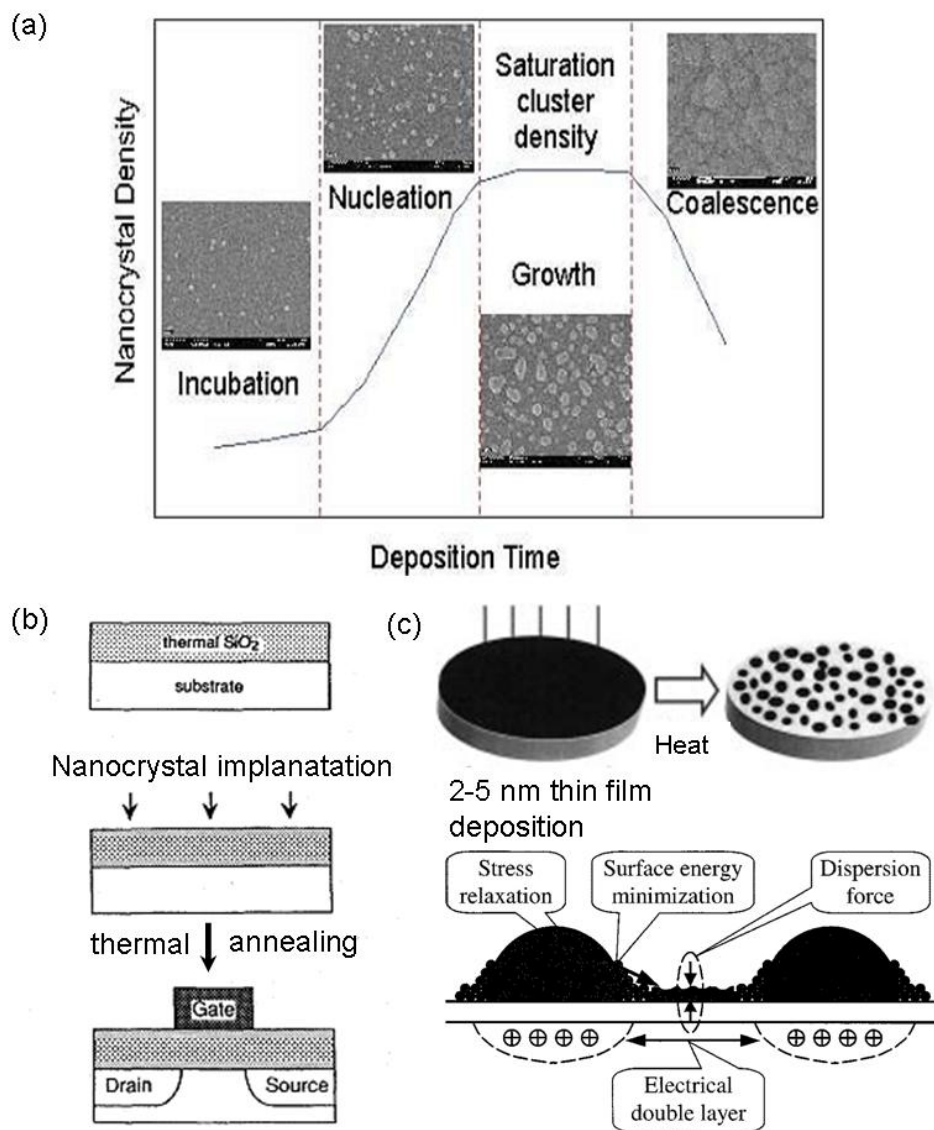 (a)
Nanocrystal Density
Incubation
Nucleation
Saturation
cluster
density
Growth
Coalescence
Deposition Time
(b)
thermal SiO₂
substrate
Nanocrystal implanatation
thermal annealing
Gate
Drain
Source
(c)
Heat
2-5 nm thin film
deposition
Stress
relaxation
Surface energy
minimization
Dispersion
force
⊕ ⊕ ⊕ ⊕
⊕ ⊕ ⊕ ⊕
Electrical
double layer